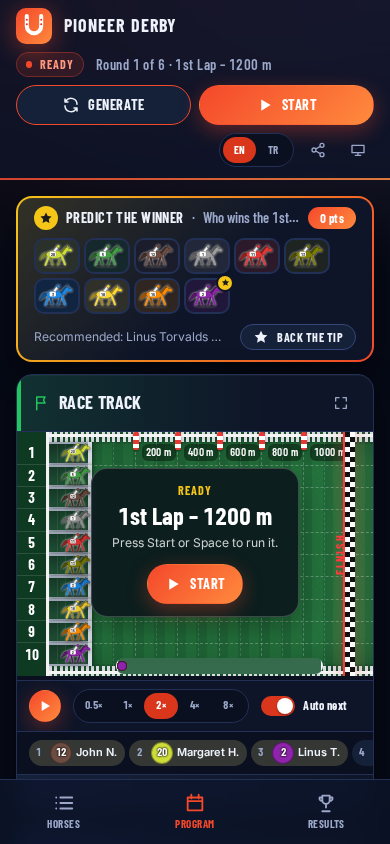 PIONEER DERBY
READY Round 1 of 6 · 1st Lap – 1200 m
GENERATE START
EN TR
PREDICT THE WINNER · Who wins the 1st... 0 pts
Recommended: Linus Torvalds ... BACK THE TIP
RACE TRACK
200 m 400 m 600 m 800 m 1000 m
1
2
3
4
5
6
7
8
9
10
FINISH
READY
1st Lap – 1200 m
Press Start or Space to run it.
START
0.5× 1× 2× 4× 8× Auto next
1 12 John N. 2 20 Margaret H. 3 2 Linus T. 4
HORSES PROGRAM RESULTS